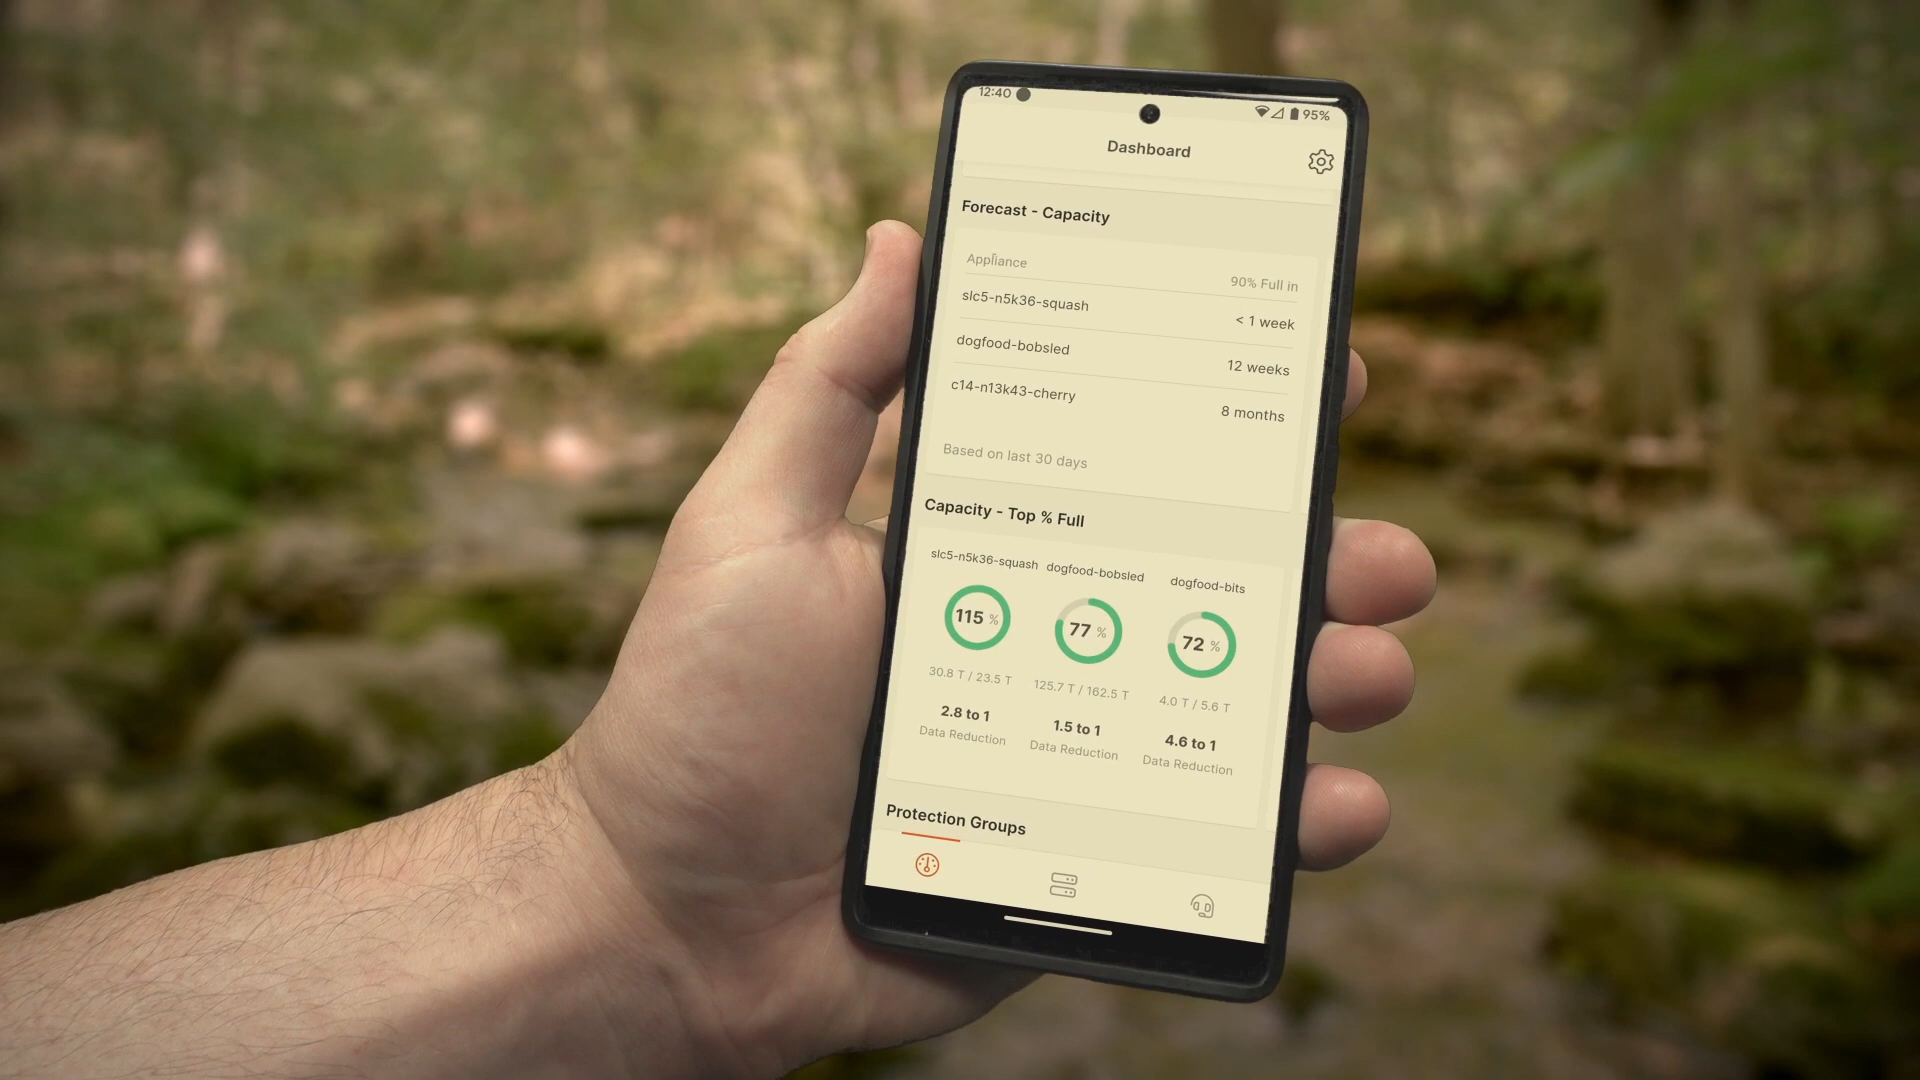 12:40
95%
Dashboard
Forecast - Capacity
Appliance 90% Full in
slc5-n5k36-squash < 1 week
dogfood-bobsled 12 weeks
c14-n13k43-cherry 8 months
Based on last 30 days
Capacity - Top % Full
slc5-n5k36-squash dogfood-bobsled dogfood-bits
115 % 77 % 72 %
30.8 T / 23.5 T 125.7 T / 162.5 T 4.0 T / 5.6 T
2.8 to 1 1.5 to 1 4.6 to 1
Data Reduction Data Reduction Data Reduction
Protection Groups